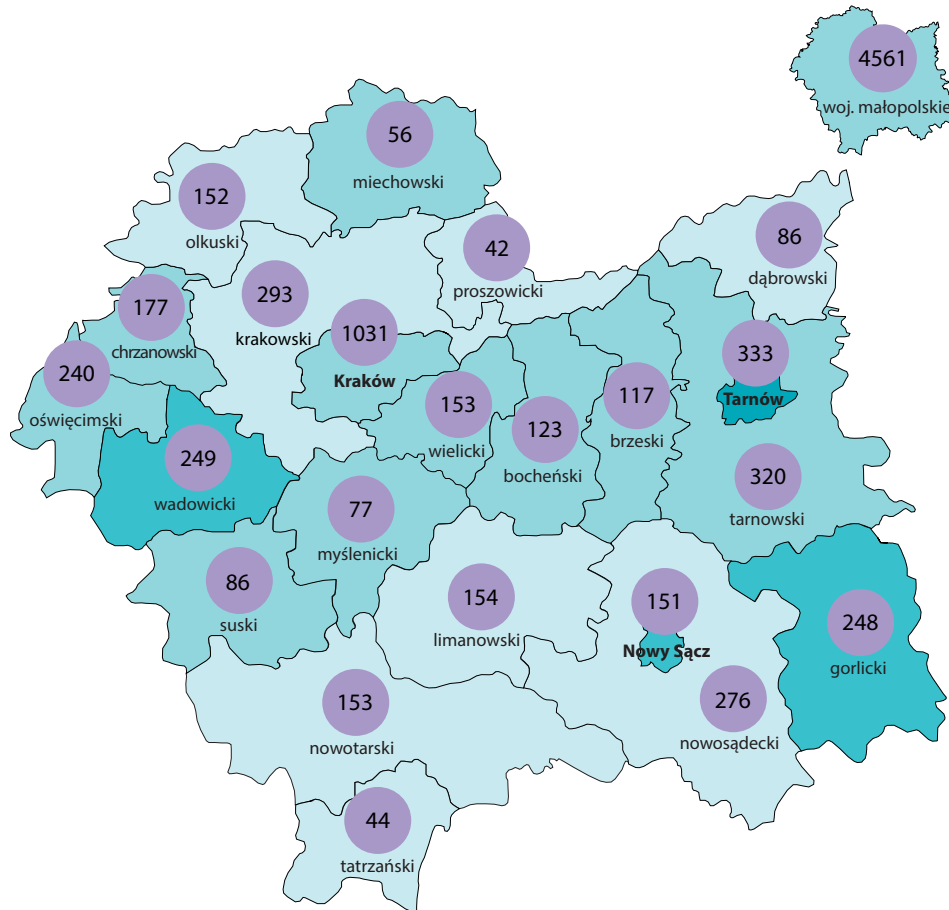 4561
woj. małopolskie
56
miechowski
152
olkuski
42
proszowicki
86
dąbrowski
293
krakowski
177
chrzanowski
1031
Kraków
333
Tarnów
240
oświęcimski
153
wielicki
123
bocheński
117
brzeski
249
wadowicki
320
tarnowski
77
myślenicki
86
suski
154
limanowski
151
Nowy Sącz
248
gorlicki
153
nowotarski
276
nowosądecki
44
tatrzański